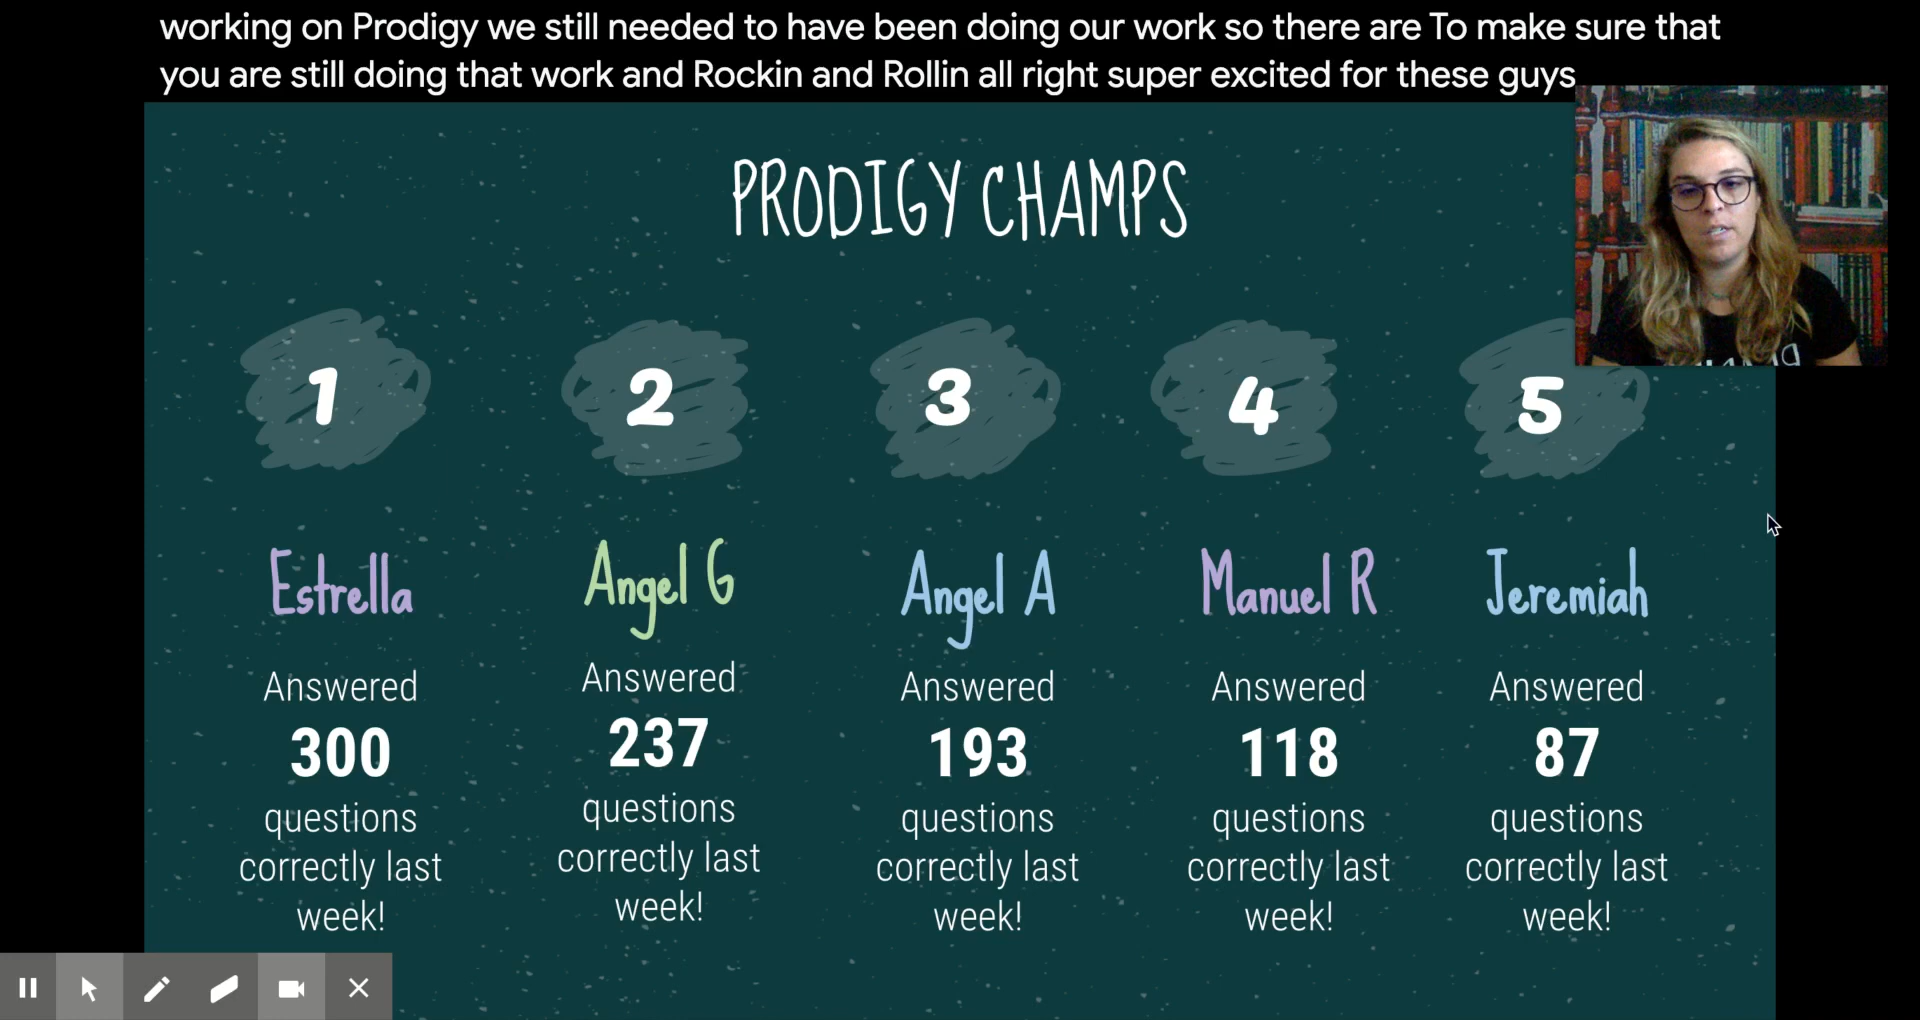 working on Prodigy we still needed to have been doing our work so there are To make sure that
you are still doing that work and Rockin and Rollin all right super excited for these guys
PRODIGY CHAMPS
1
2
3
4
5
Estrella
Angel G
Angel A
Manuel R
Jeremiah
Answered
300
questions
correctly last
week!
Answered
237
questions
correctly last
week!
Answered
193
questions
correctly last
week!
Answered
118
questions
correctly last
week!
Answered
87
questions
correctly last
week!